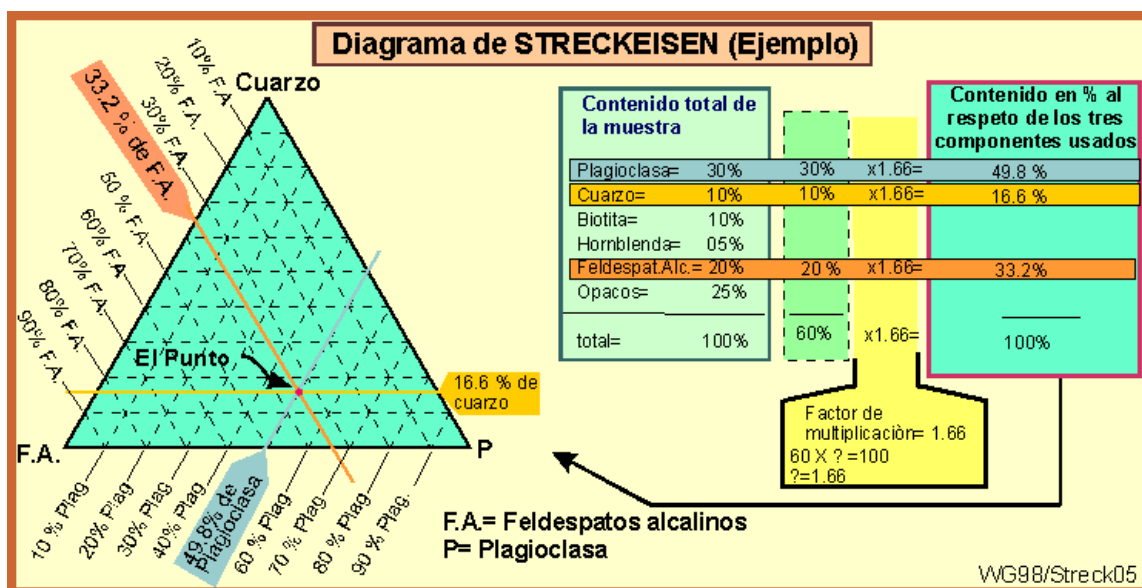 Diagrama de STRECKEISEN (Ejemplo)
10% F.A.
20% F.A.
30% F.A.
33.2 % de F.A.
50 % F.A.
60% F.A.
70% F.A.
80% F.A.
90% F.A.
Cuarzo
El Punto
16.6 % de
cuarzo
F.A.
P
10 % Plag
20% Plag
30% Plag
40% Plag
49.8% de
Plagioclasa
60 % Plag
70 % Plag.
80 % Plag.
90 % Plag.
Contenido total de
la muestra
Contenido en % al
respeto de los tres
componentes usados
Plagioclasa= 30% 30% x1.66= 49.8 %
Cuarzo= 10% 10% x1.66= 16.6 %
Biotita= 10%
Hornblenda= 05%
Feldespat.Alc.= 20% 20 % x1.66= 33.2%
Opacos= 25%
total= 100% 60% x1.66= 100%
Factor de
multiplicaciòn= 1.66
60 X ? =100
?=1.66
F.A.= Feldespatos alcalinos
P= Plagioclasa
WG98/Streck05